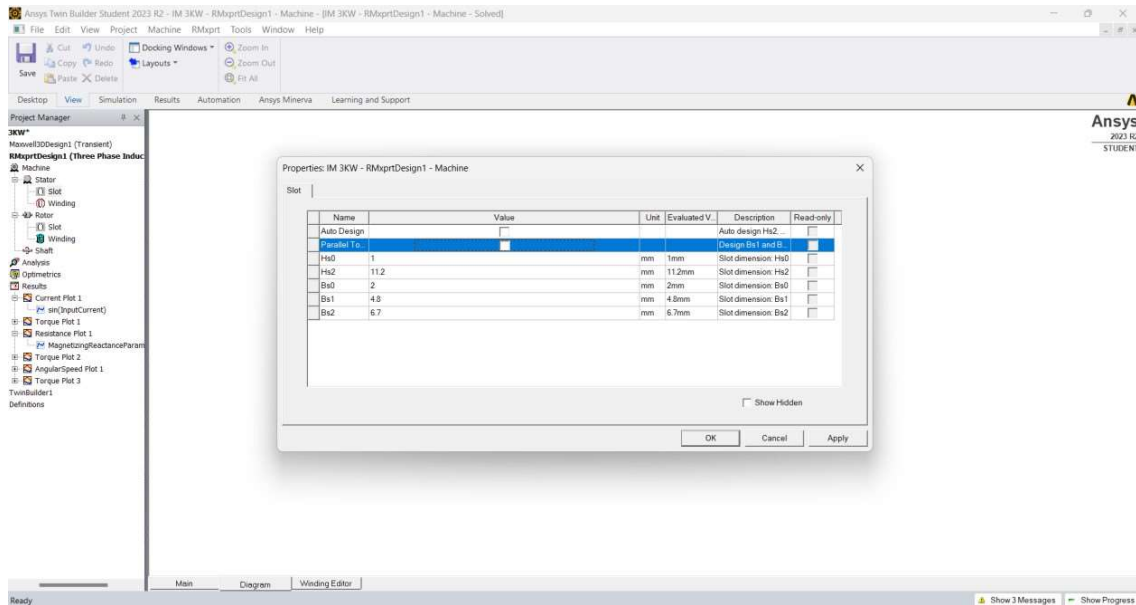 Ansys Twin Builder Student 2023 R2 - IM 3KW - RMxprtDesign1 - Machine - [IM 3KW - RMxprtDesign1 - Machine - Solved]
File Edit View Project Machine RMxprt Tools Window Help
Save
Cut Undo Docking Windows Zoom In
Copy Redo Layouts Zoom Out
Paste Delete Fit All
Desktop View Simulation Results Automation Ansys Minerva Learning and Support
Project Manager
3KW*
Maxwell3DDesign1 (Transient)
RMxprtDesign1 (Three Phase Induc
Machine
Stator
Slot
Winding
Rotor
Slot
Winding
Shaft
Analysis
Optimetrics
Results
Current Plot 1
sin(InputCurrent)
Torque Plot 1
Resistance Plot 1
MagnetizingReactanceParam
Torque Plot 2
AngularSpeed Plot 1
Torque Plot 3
TwinBuilder1
Definitions
Ansys
2023 R2
STUDENT
Properties: IM 3KW - RMxprtDesign1 - Machine
Slot
Name Value Unit Evaluated V... Description Read-only
Auto Design Auto design Hs2, ...
Parallel To... Design Bs1 and B...
Hs0 1 mm 1mm Slot dimension: Hs0
Hs2 11.2 mm 11.2mm Slot dimension: Hs2
Bs0 2 mm 2mm Slot dimension: Bs0
Bs1 4.8 mm 4.8mm Slot dimension: Bs1
Bs2 6.7 mm 6.7mm Slot dimension: Bs2
Show Hidden
OK Cancel Apply
Main Diagram Winding Editor
Ready Show 3 Messages Show Progress